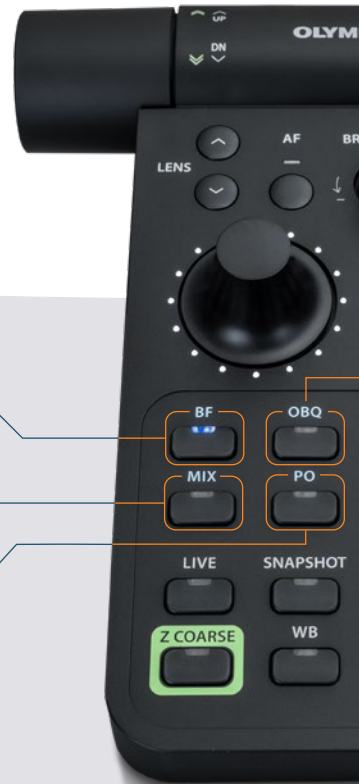 UP
OLYM
DN
AF
BR
LENS
BF
OBQ
MIX
PO
LIVE
SNAPSHOT
Z COARSE
WB